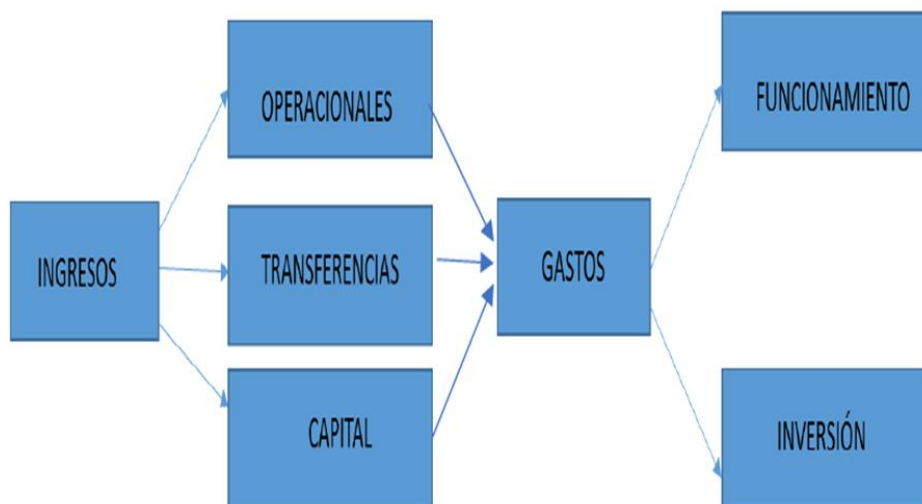 INGRESOS
OPERACIONALES
TRANSFERENCIAS
CAPITAL
GASTOS
FUNCIONAMIENTO
INVERSIÓN